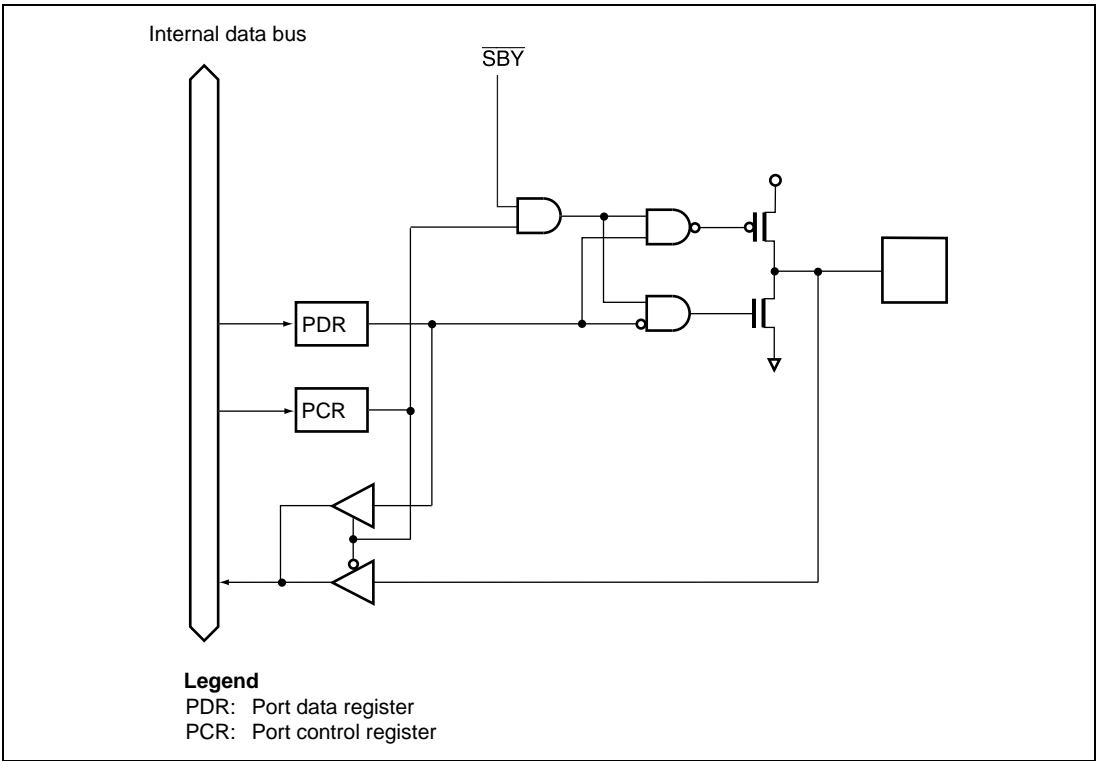 Internal data bus
SBY
PDR
PCR
Legend
PDR: Port data register
PCR: Port control register